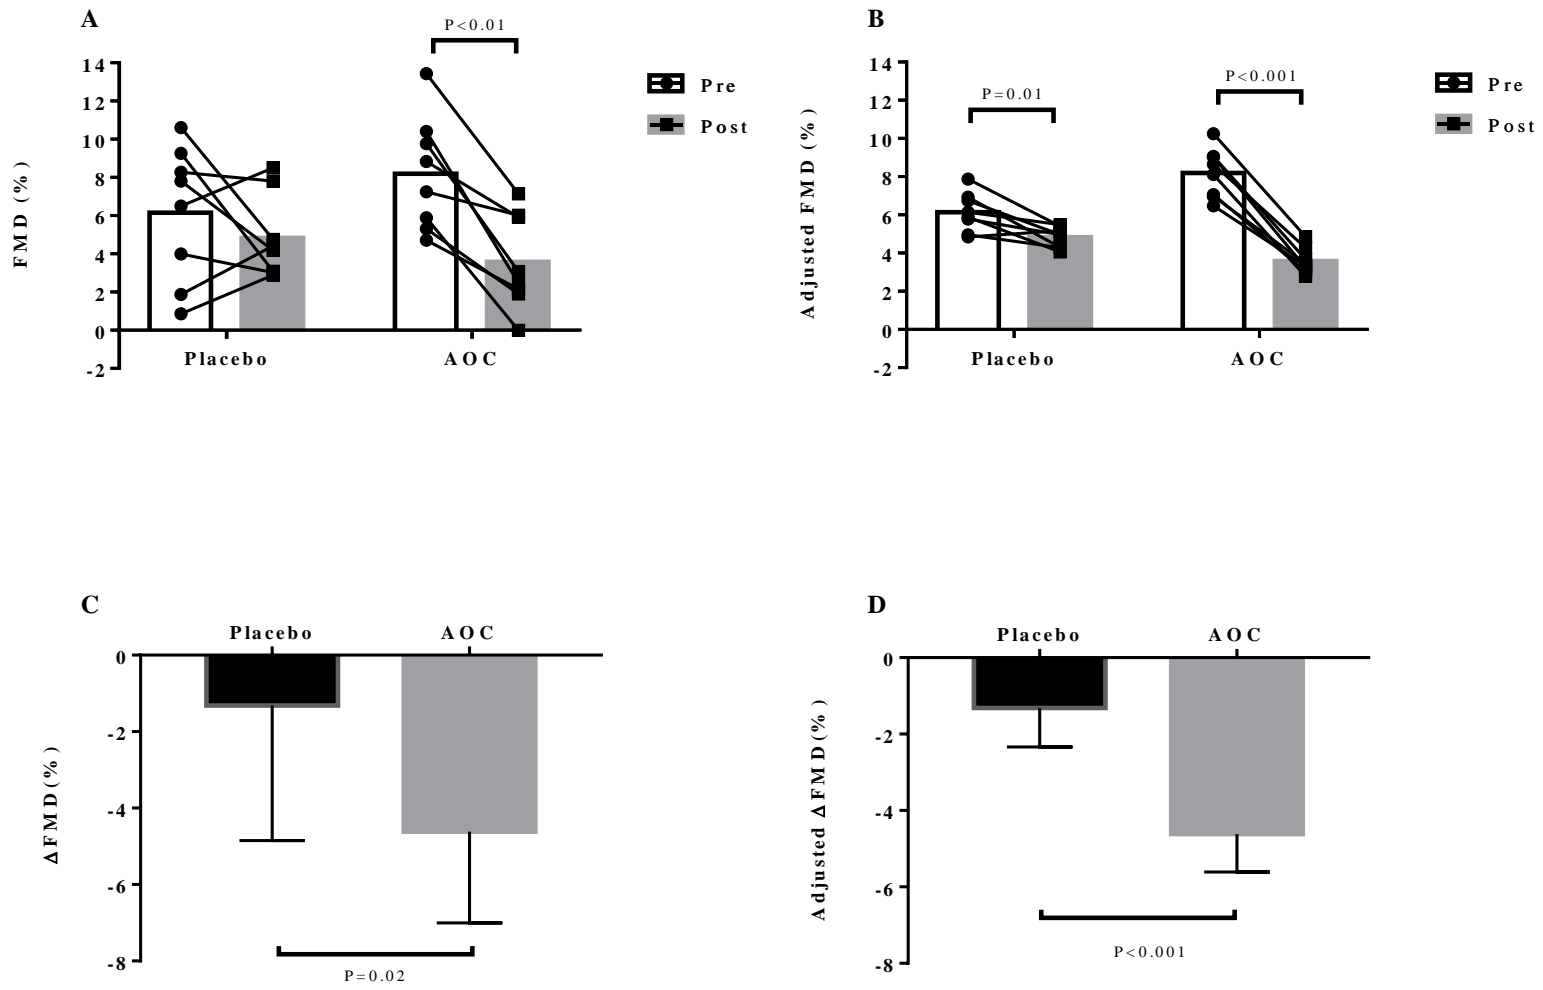 A
P<0.01
14
12
10
8
6
4
2
0
-2
FMD (%)
Placebo
AOC
Pre
Post
B
P=0.01
P<0.001
14
12
10
8
6
4
2
0
-2
Adjusted FMD (%)
Placebo
AOC
Pre
Post
C
Placebo
AOC
0
-2
-4
-6
-8
ΔFMD(%)
P=0.02
D
Placebo
AOC
0
-2
-4
-6
-8
Adjusted ΔFMD(%)
P<0.001